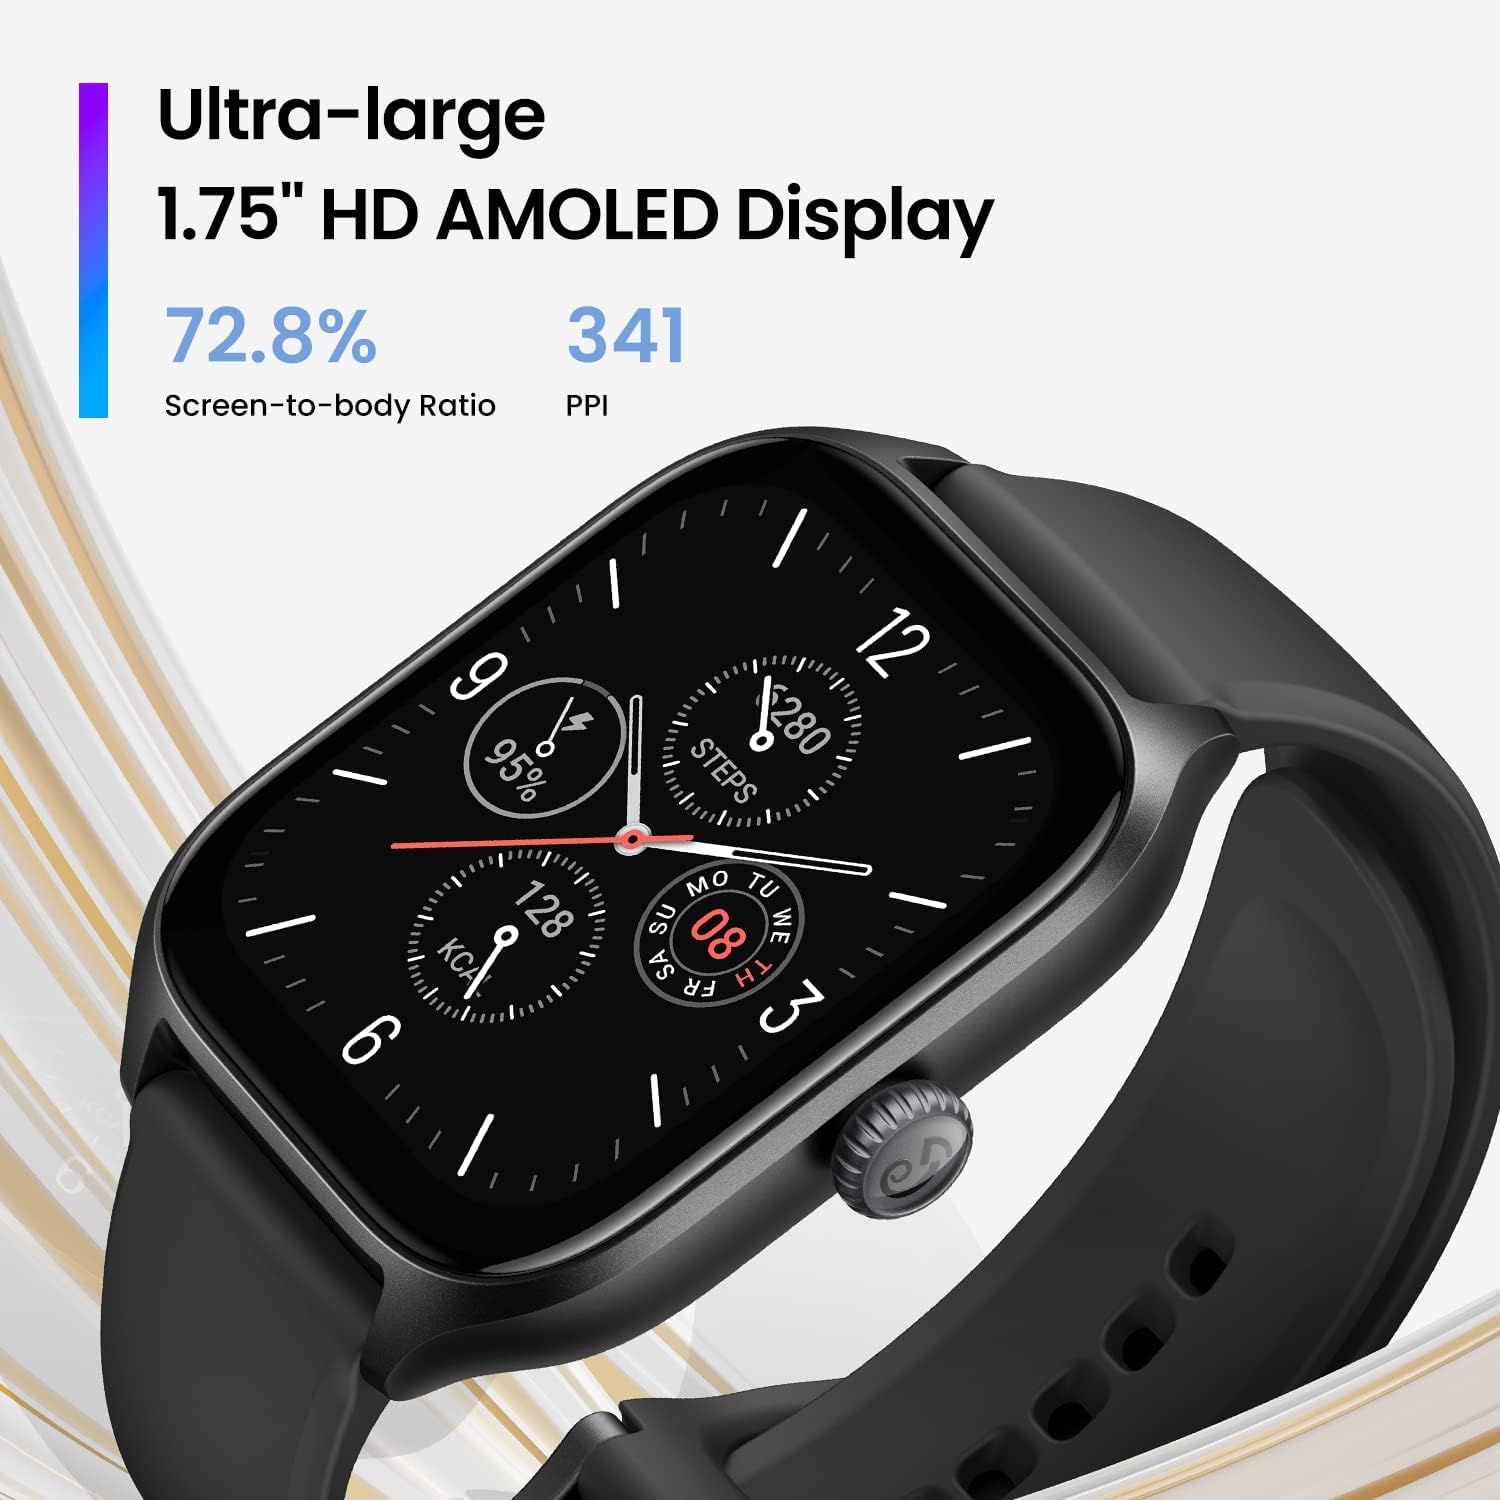 Ultra-large
1.75" HD AMOLED Display
72.8%
Screen-to-body Ratio
341
PPI
12
9
95%
6280
STEPS
128
MO TU WE TH FR SA SU
08
3
6